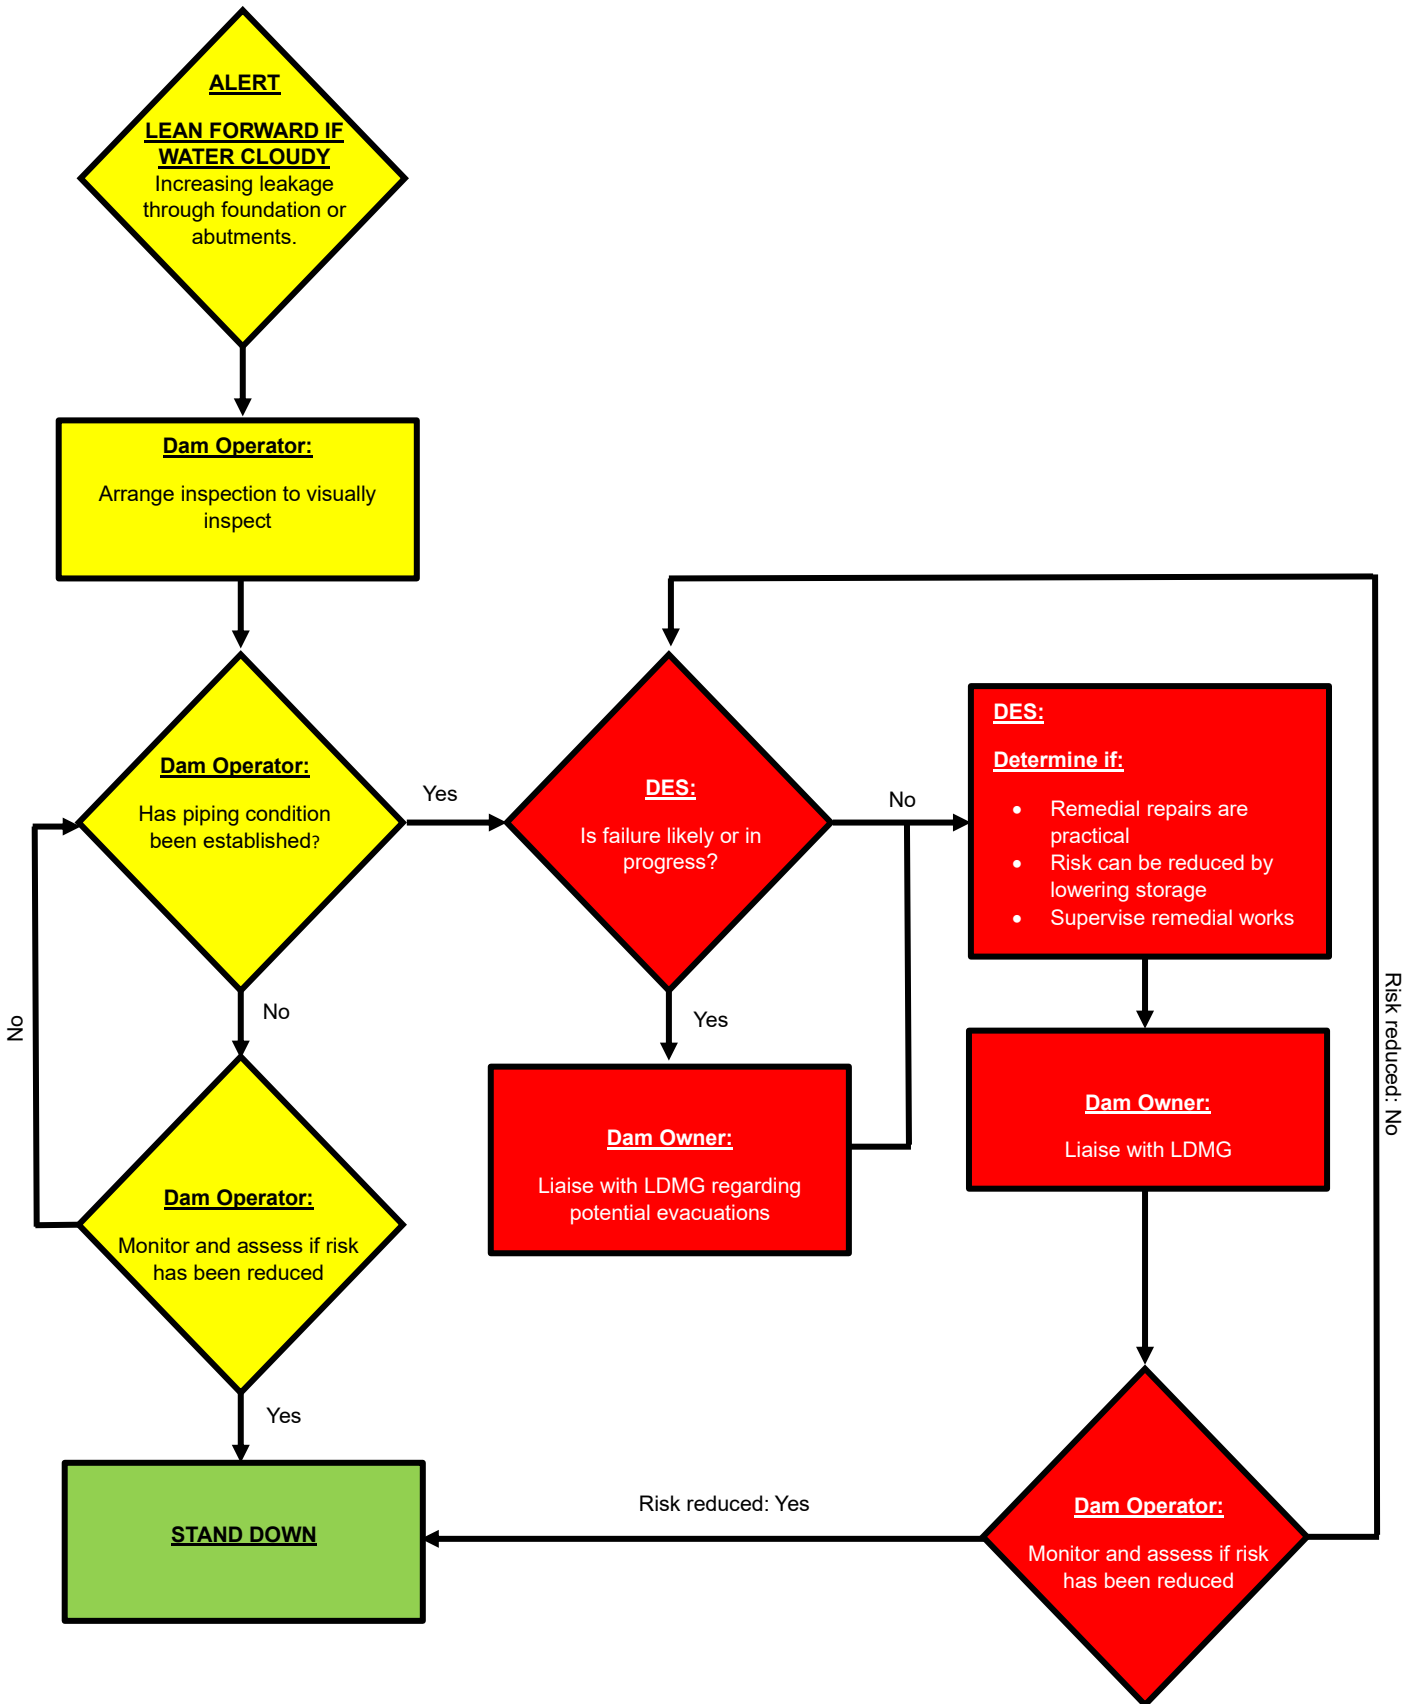 ALERT
LEAN FORWARD IF
WATER CLOUDY
Increasing leakage
through foundation or
abutments.
Dam Operator:
Arrange inspection to visually
inspect
Dam Operator:
Has piping condition
been established?
Yes
No
No
Dam Operator:
Monitor and assess if risk
has been reduced
Yes
STAND DOWN
DES:
Is failure likely or in
progress?
No
Yes
Dam Owner:
Liaise with LDMG regarding
potential evacuations
DES:
Determine if:
• Remedial repairs are
practical
• Risk can be reduced by
lowering storage
• Supervise remedial works
Dam Owner:
Liaise with LDMG
Risk reduced: No
Dam Operator:
Monitor and assess if risk
has been reduced
Risk reduced: Yes